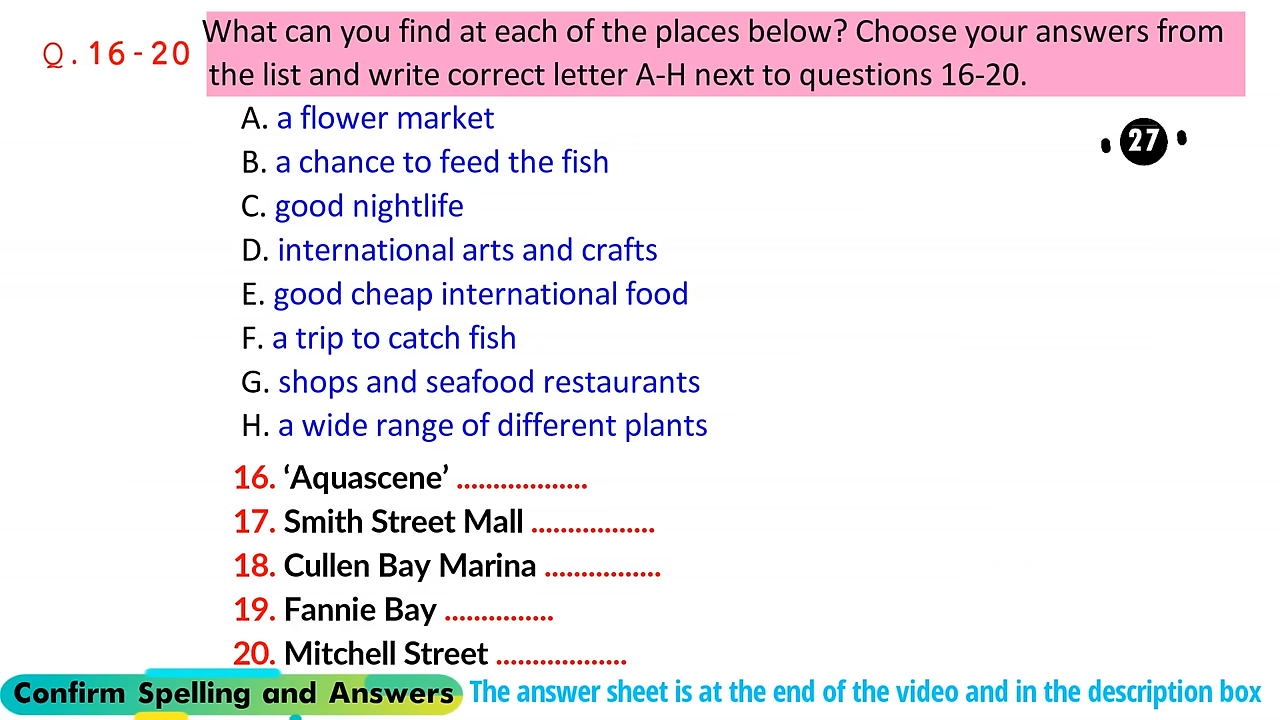 Q.16-20 What can you find at each of the places below? Choose your answers from
the list and write correct letter A-H next to questions 16-20.
A. a flower market
27
B. a chance to feed the fish
C. good nightlife
D. international arts and crafts
E. good cheap international food
F. a trip to catch fish
G. shops and seafood restaurants
H. a wide range of different plants
16. ‘Aquascene’ ..................
17. Smith Street Mall .................
18. Cullen Bay Marina ................
19. Fannie Bay ...............
20. Mitchell Street ..................
Confirm Spelling and Answers The answer sheet is at the end of the video and in the description box